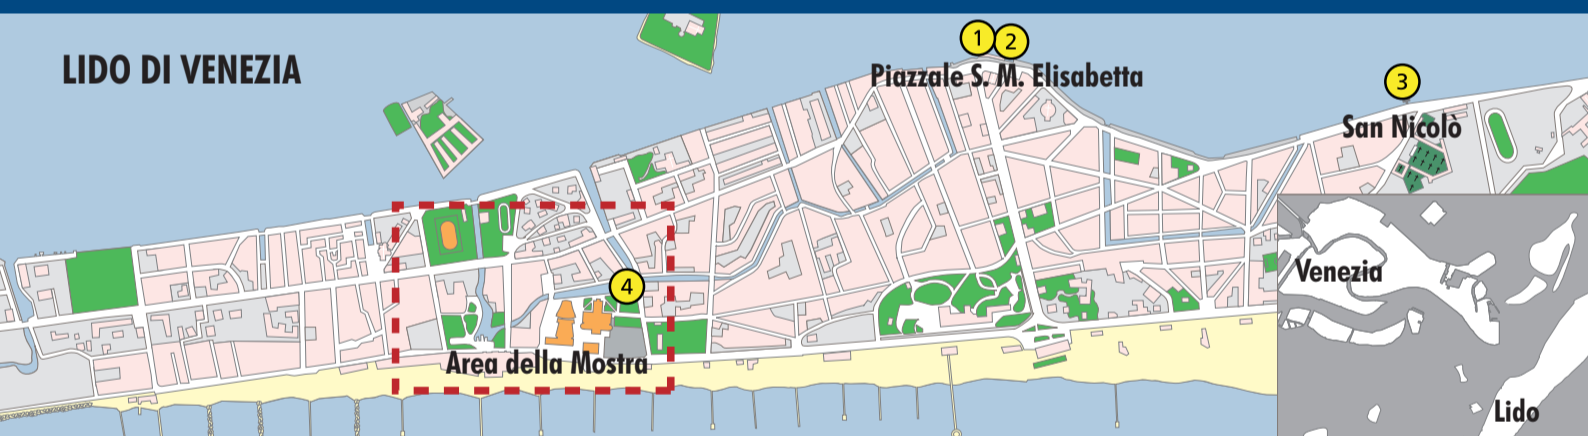 LIDO DI VENEZIA
1 2
Piazzale S. M. Elisabetta
3
San Nicolò
Venezia
4
Area della Mostra
Lido